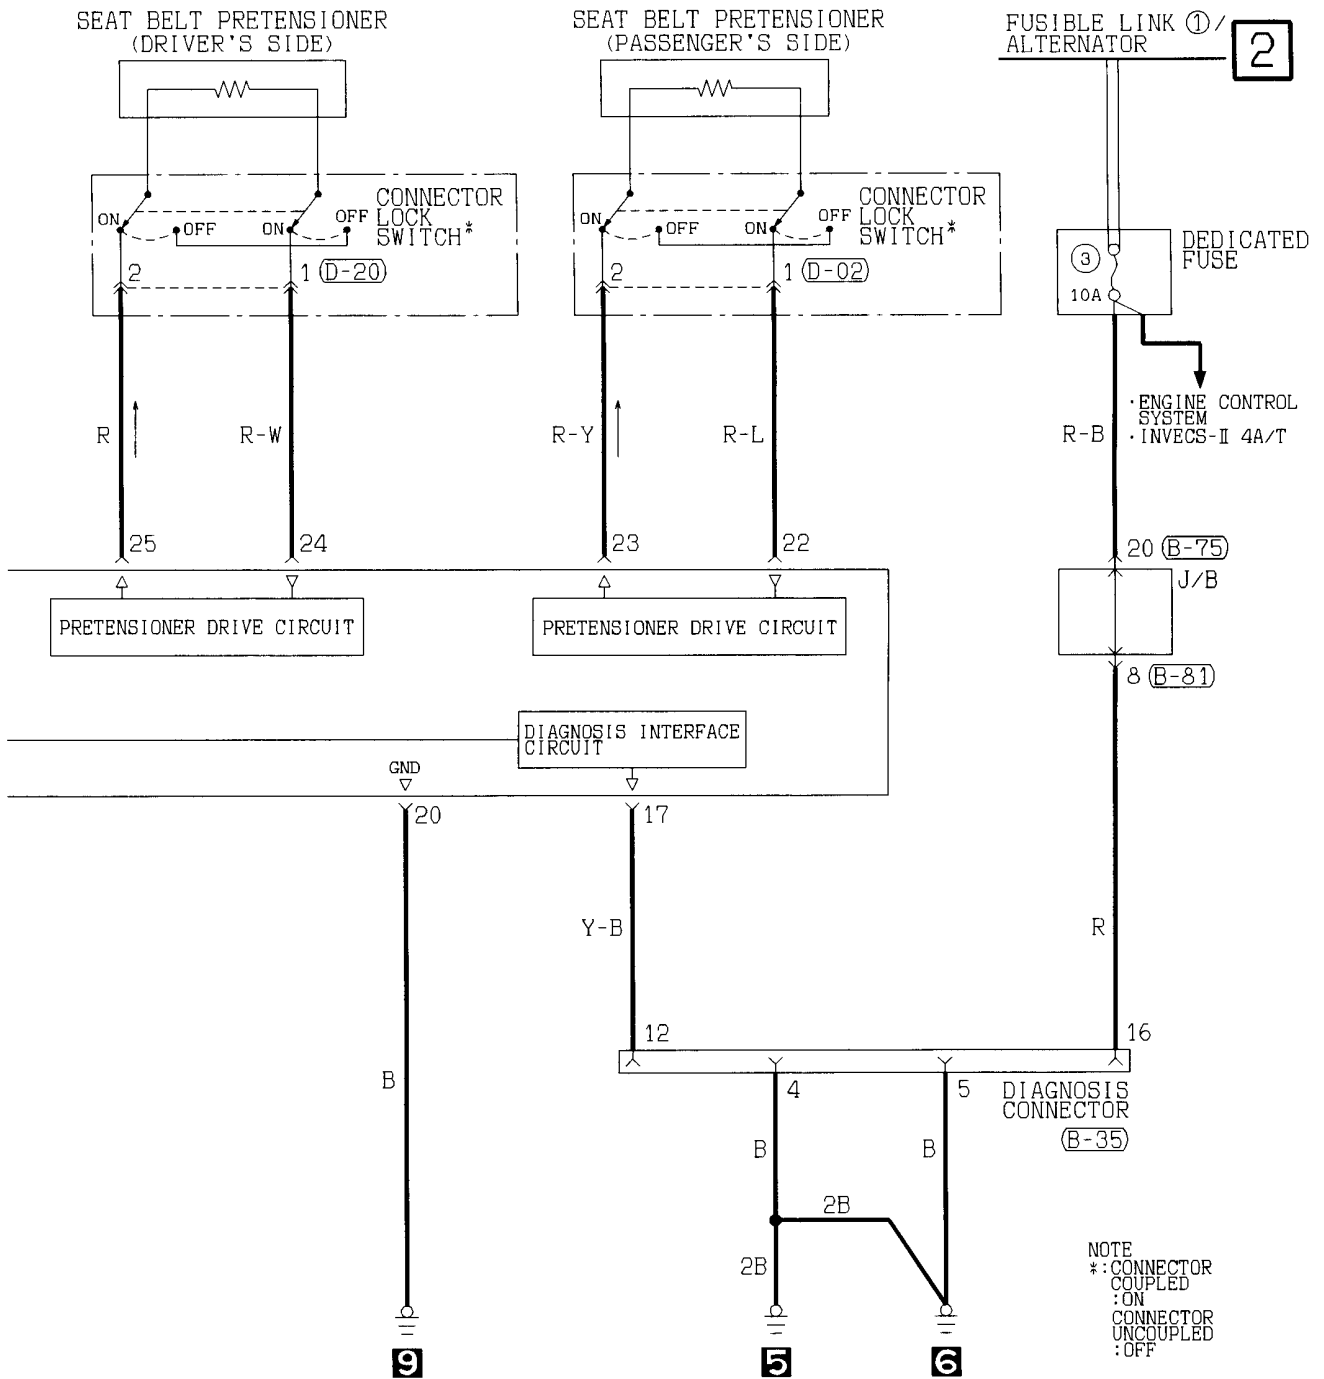 SEAT BELT PRETENSIONER
(DRIVER'S SIDE)
SEAT BELT PRETENSIONER
(PASSENGER'S SIDE)
FUSIBLE LINK ①/
ALTERNATOR
2
CONNECTOR
LOCK
SWITCH*
ON
OFF
ON
OFF
2
1
D-20
CONNECTOR
LOCK
SWITCH*
ON
OFF
ON
OFF
2
1
D-02
③
10A
DEDICATED
FUSE
·ENGINE CONTROL
SYSTEM
·INVECS-Ⅱ 4A/T
R
R-W
R-Y
R-L
R-B
25
24
23
22
20
B-75
J/B
PRETENSIONER DRIVE CIRCUIT
PRETENSIONER DRIVE CIRCUIT
8
B-81
DIAGNOSIS INTERFACE
CIRCUIT
GND
20
17
Y-B
R
12
16
B
4
5
DIAGNOSIS
CONNECTOR
B-35
B
B
2B
2B
NOTE
*:CONNECTOR
COUPLED
:ON
CONNECTOR
UNCOUPLED
:OFF
9
5
6